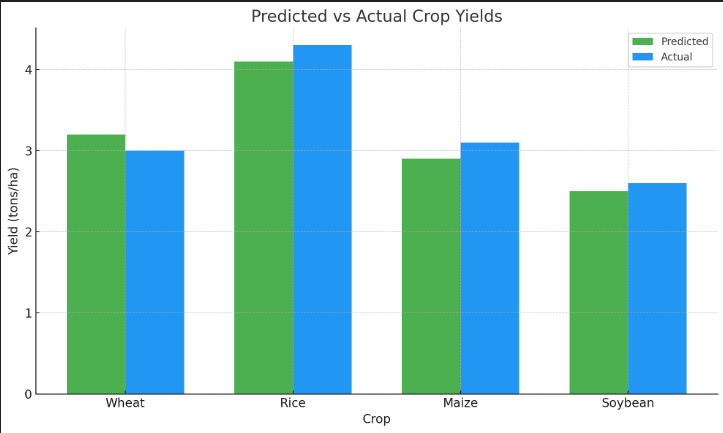 Predicted vs Actual Crop Yields
Predicted
Actual
Yield (tons/ha)
4
3
2
1
0
Wheat Rice Maize Soybean
Crop